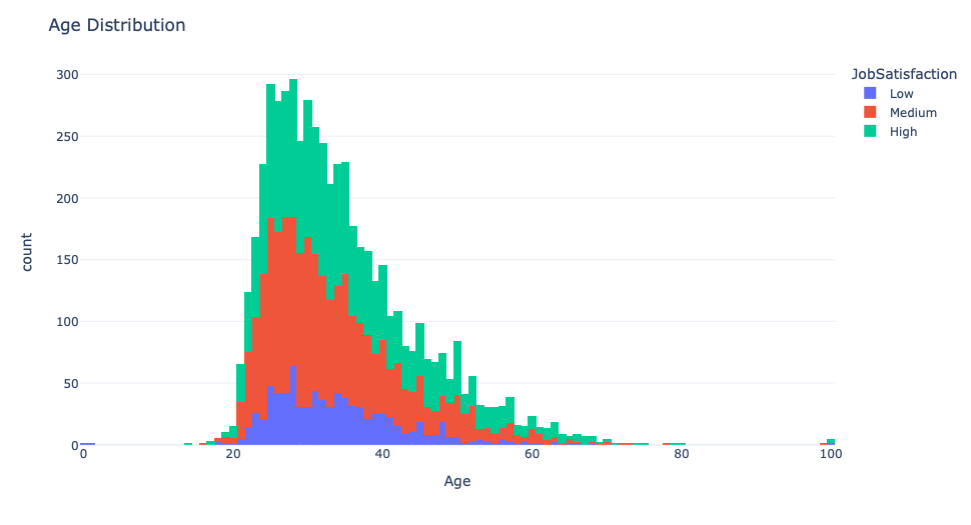 Age Distribution
300
250
200
150
100
50
0
count
0 20 40 60 80 100
Age
JobSatisfaction
Low
Medium
High